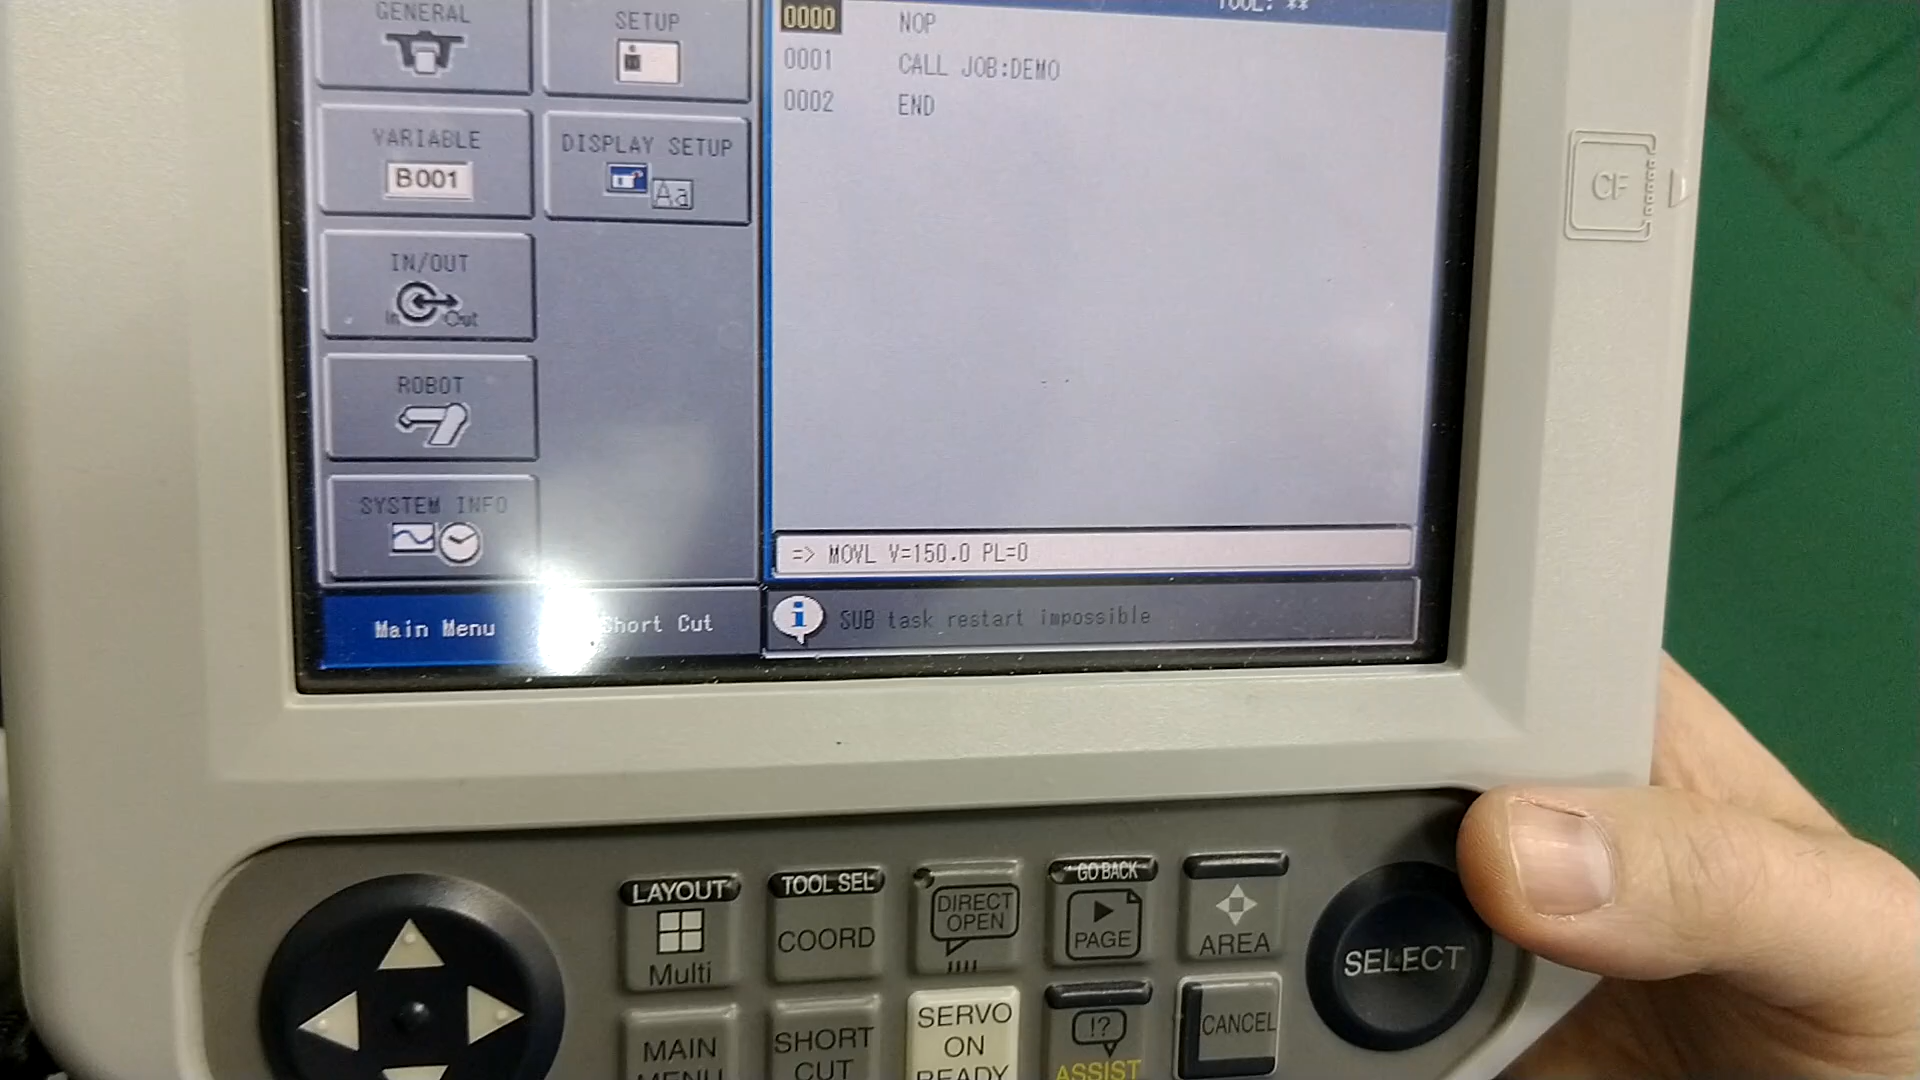 TOOL: **
GENERAL
SETUP
0000 NOP
0001 CALL JOB:DEMO
0002 END
VARIABLE
B001
DISPLAY SETUP
Aa
IN/OUT
In Out
ROBOT
SYSTEM INFO
=> MOVL V=150.0 PL=0
Main Menu
Short Cut
i SUB task restart impossible
CF
LAYOUT
Multi
TOOL SEL
COORD
DIRECT
OPEN
GO BACK
PAGE
AREA
SELECT
MAIN
MENU
SHORT
CUT
SERVO
ON
READY
!?
ASSIST
CANCEL